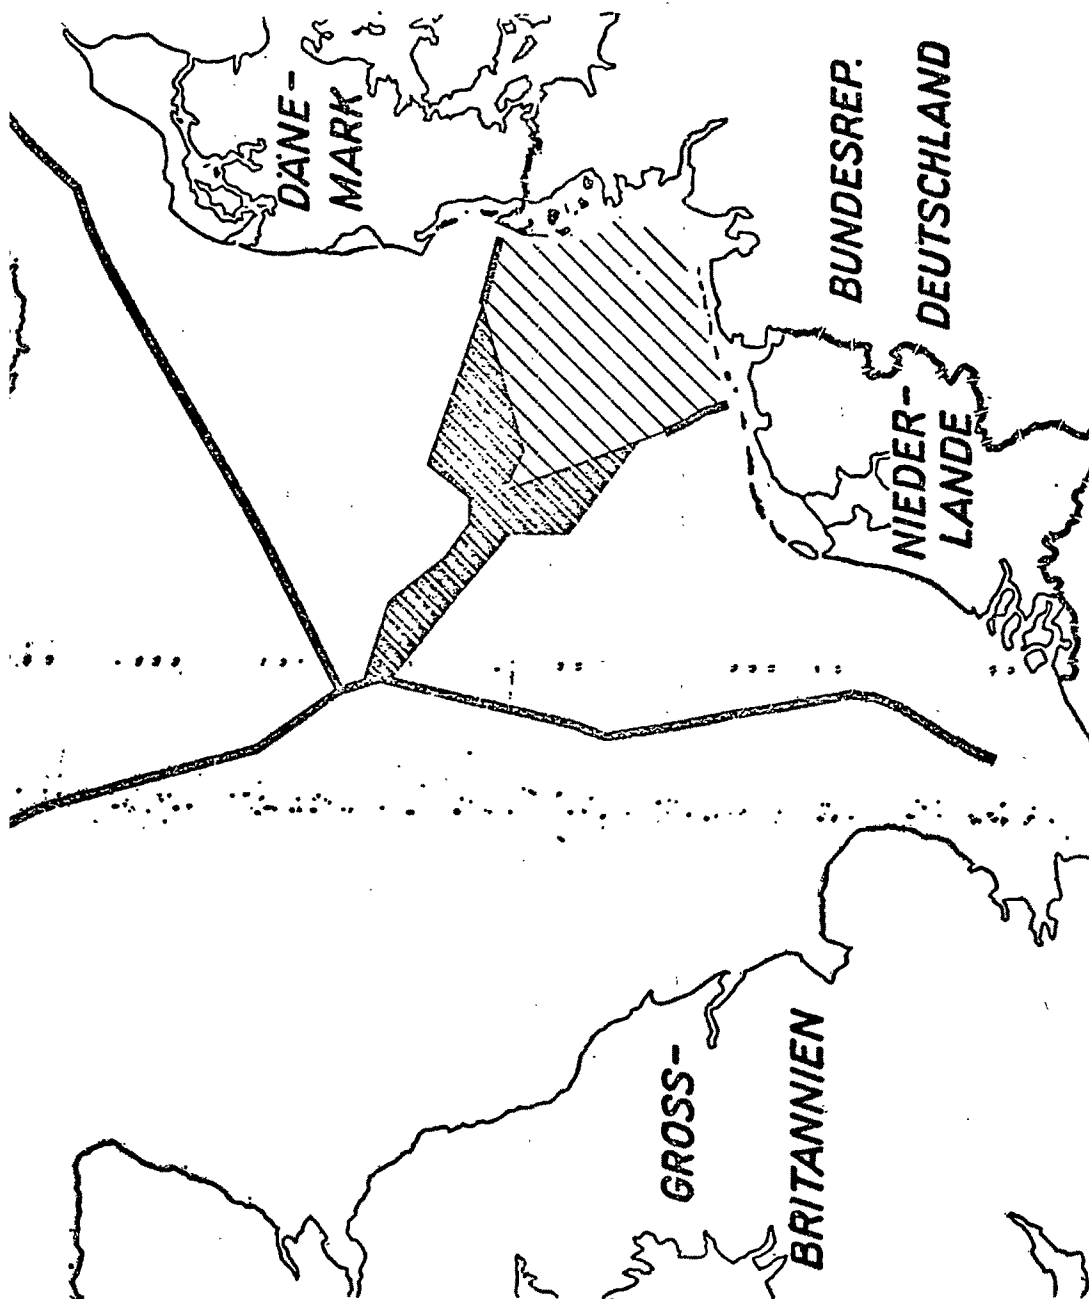 DÄNE-
MARK
BUNDESREP.
DEUTSCHLAND
NIEDER-
LANDE
GROSS-
BRITANNIEN